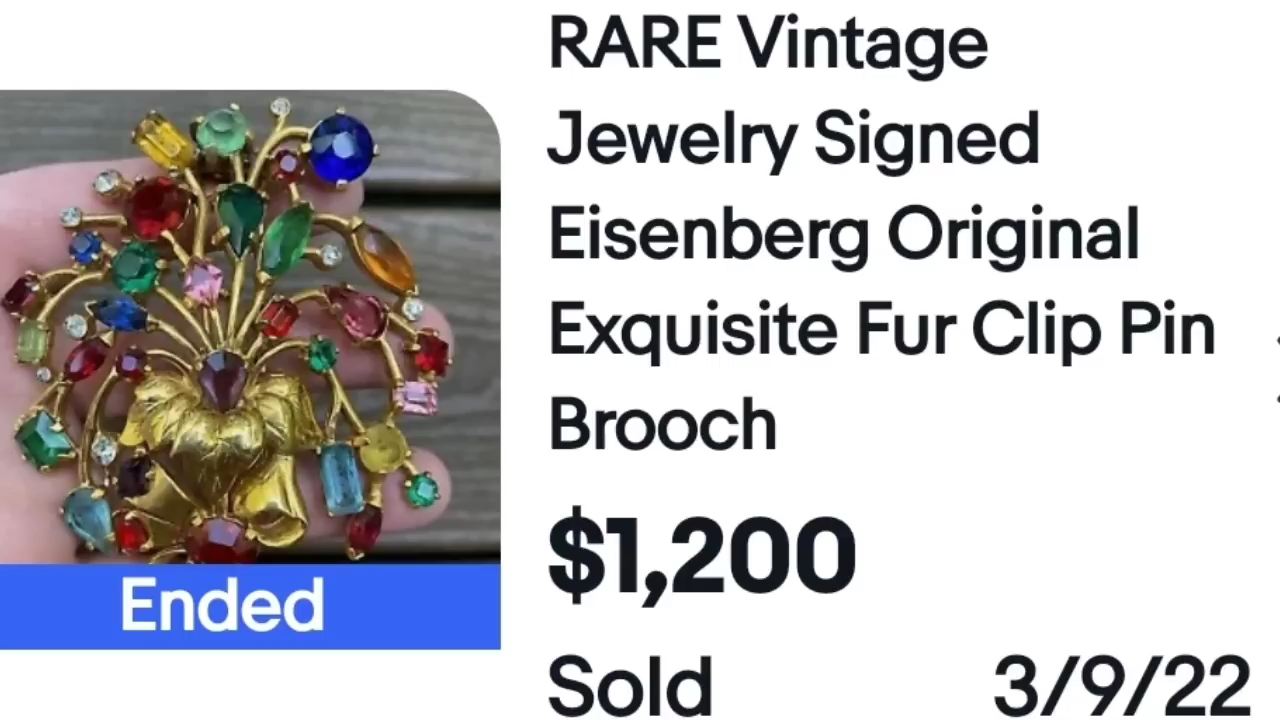 RARE Vintage
Jewelry Signed
Eisenberg Original
Exquisite Fur Clip Pin
Brooch
$1,200
Ended
Sold 3/9/22